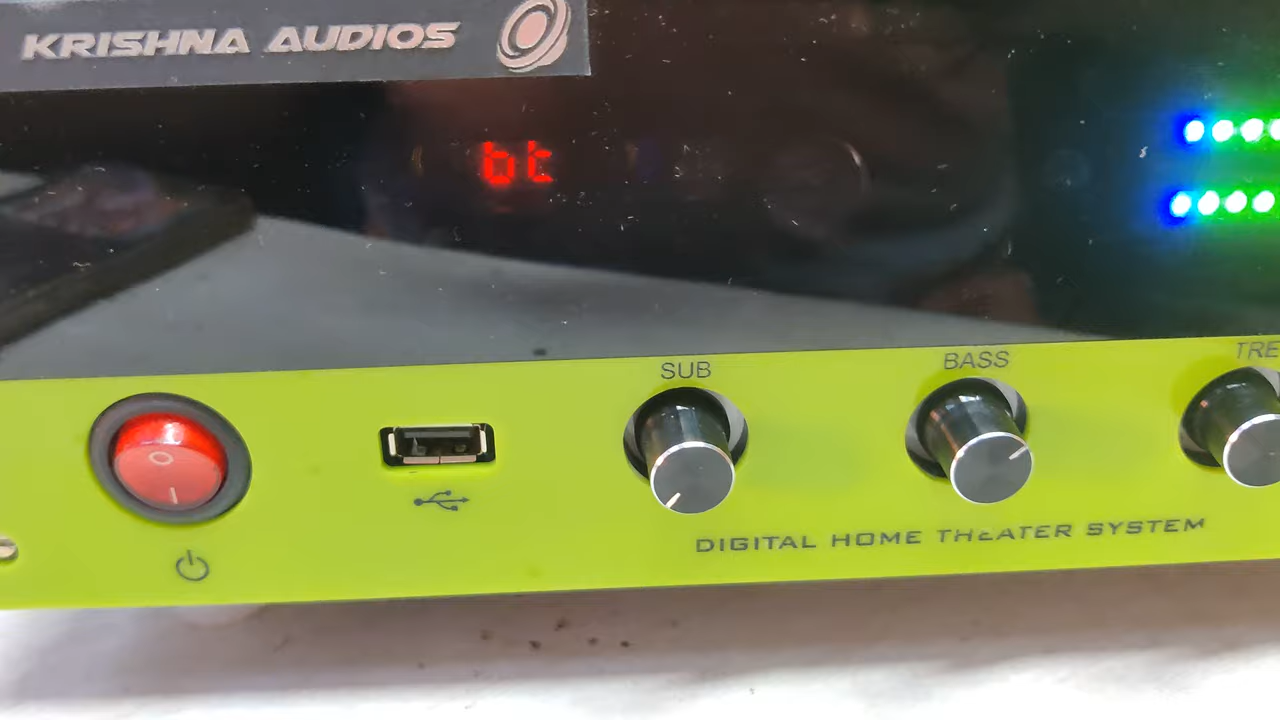 KRISHNA AUDIOS
bt
SUB
BASS
TRE
DIGITAL HOME THEATER SYSTEM